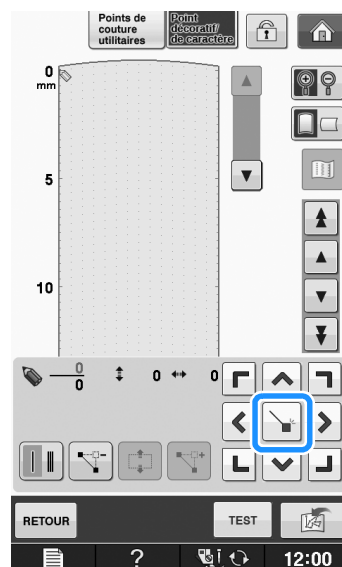 Points de
couture
utilitaires
Point
décoratif/
de caractère
0
mm
5
10
0
0
0
0
RETOUR
TEST
?
12:00